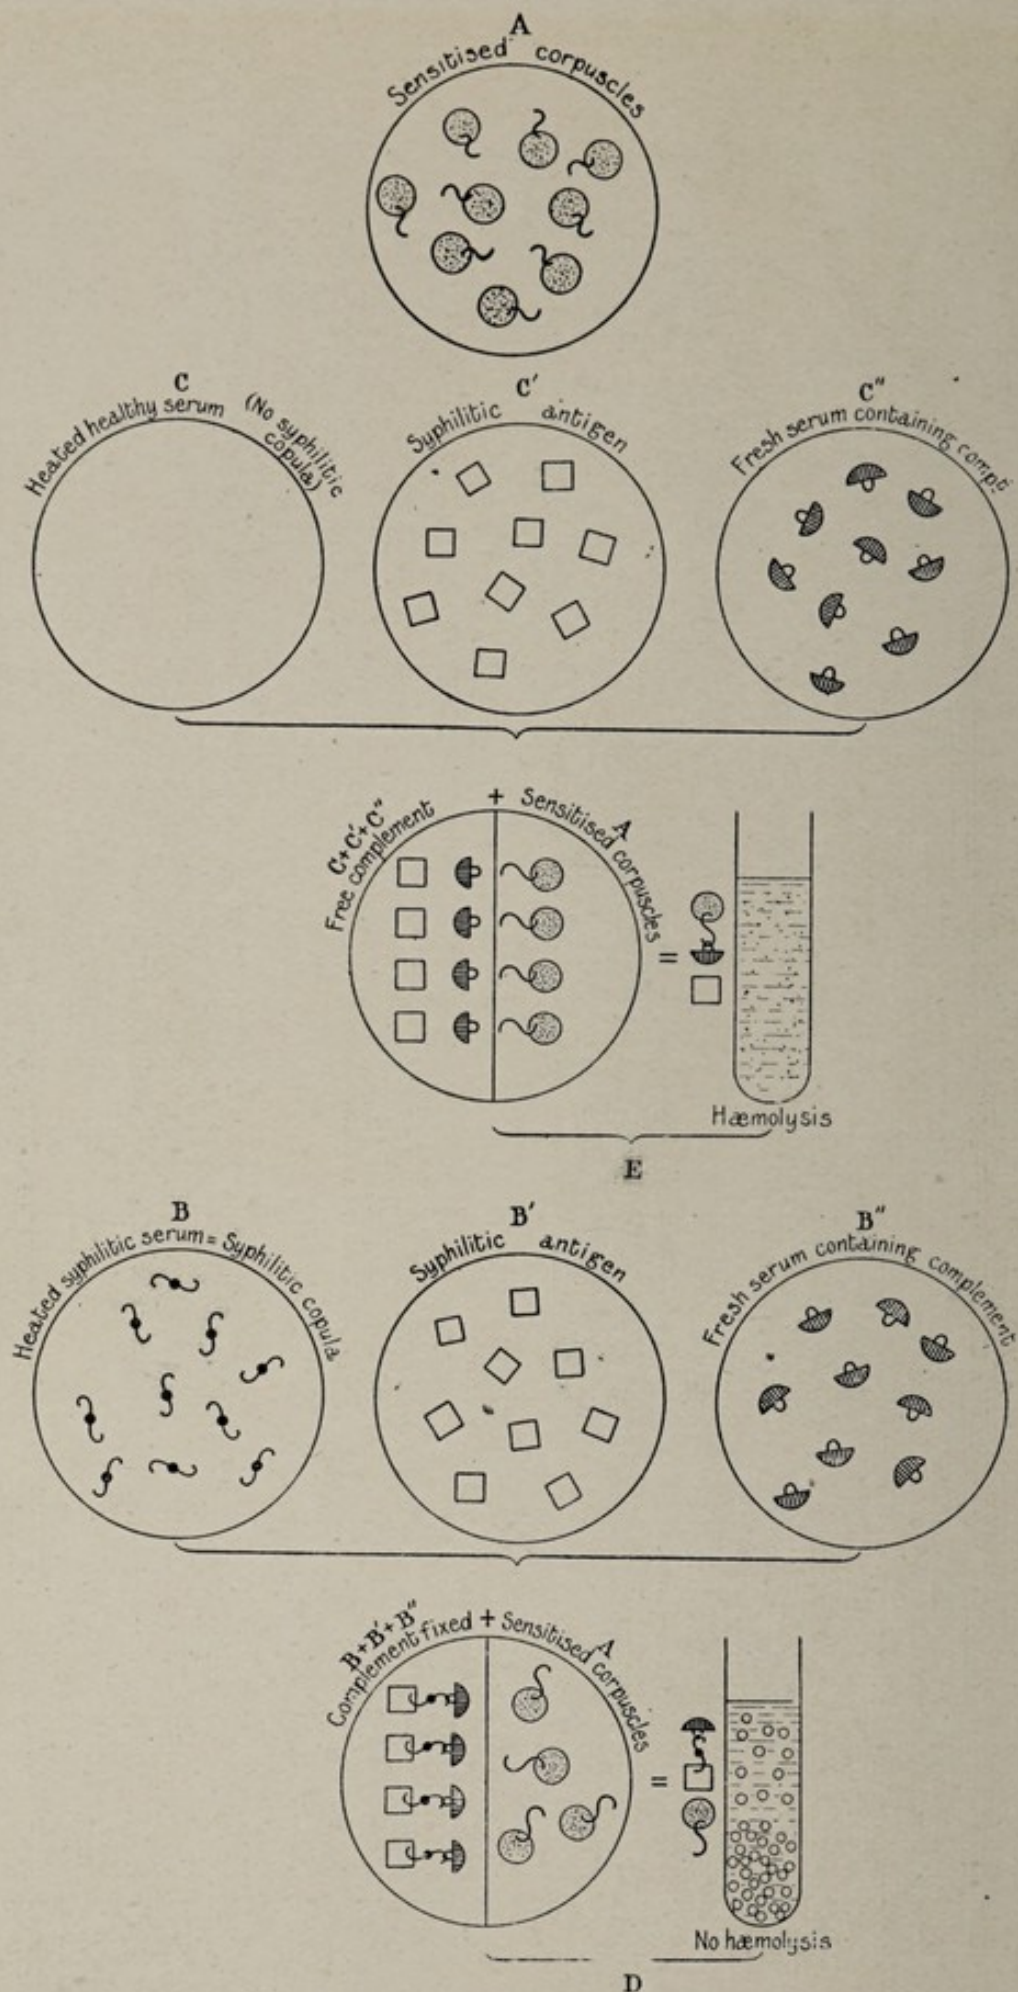 A
Sensitised corpuscles
C
Heated healthy serum (No syphilitic copula)
C'
Syphilitic antigen
C"
Fresh serum containing compt.
C+C'+C"
Free complement
+
A
Sensitised corpuscles
=
Hæmolysis
E
B
Heated syphilitic serum = Syphilitic copula
B'
Syphilitic antigen
B"
Fresh serum containing complement
B+B'+B"
Complement fixed
+
A
Sensitised corpuscles
=
No hæmolysis
D